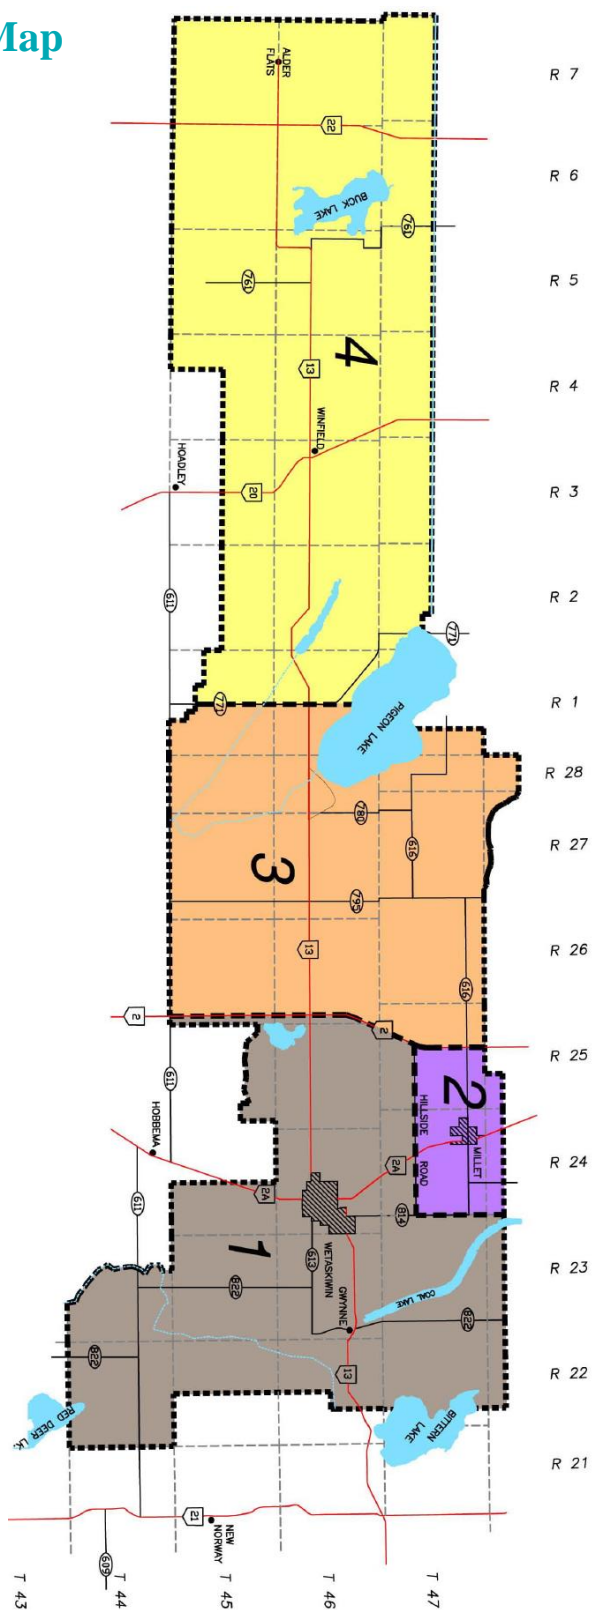 Map
R 7
ALDER
FLATS
22
R 6
BUCK LAKE
761
R 5
761
4
R 4
13
WINFIELD
HOADLEY
R 3
20
R 2
611
771
R 1
771
PIGEON LAKE
R 28
780
R 27
616
3
795
R 26
13
616
2
2
R 25
611
2
HILLSIDE ROAD
MILLET
HOBBEMA
R 24
2A
2A
611
814
1
WETASKIWIN
613
R 23
822
GWYNNE
COAL LAKE
822
822
13
R 22
RED DEER LK.
BITTERN
LAKE
R 21
21
NEW
NORWAY
609
T 43
T 44
T 45
T 46
T 47